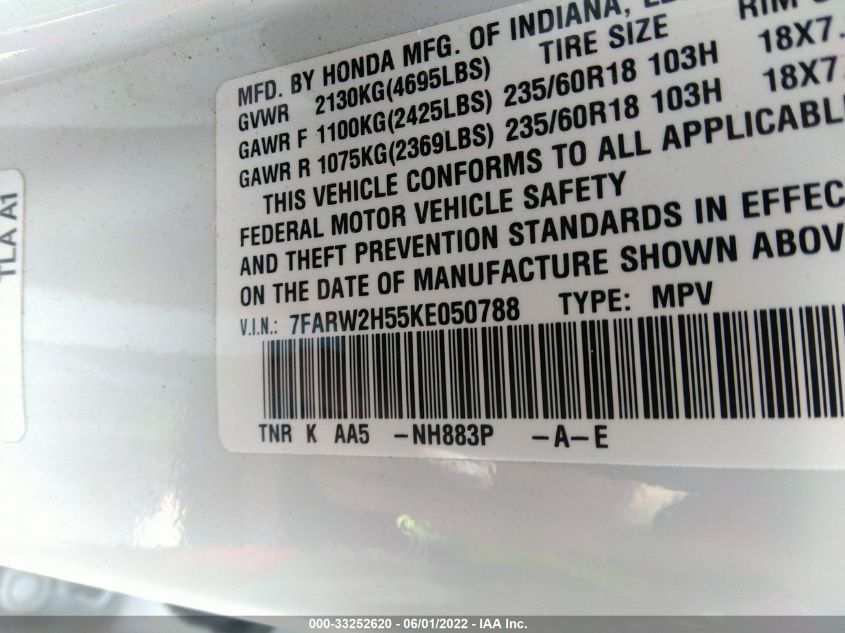 MFD. BY HONDA MFG. OF INDIANA,
GVWR 2130KG(4695LBS) TIRE SIZE RIM
GAWR F 1100KG(2425LBS) 235/60R18 103H 18X7.
GAWR R 1075KG(2369LBS) 235/60R18 103H 18X7.
THIS VEHICLE CONFORMS TO ALL APPLICABL
FEDERAL MOTOR VEHICLE SAFETY
AND THEFT PREVENTION STANDARDS IN EFFEC
ON THE DATE OF MANUFACTURE SHOWN ABOV
V.I.N.: 7FARW2H55KE050788 TYPE: MPV
TNR K AA5 -NH883P -A-E
TLA A1
000-33252620 - 06/01/2022 - IAA Inc.